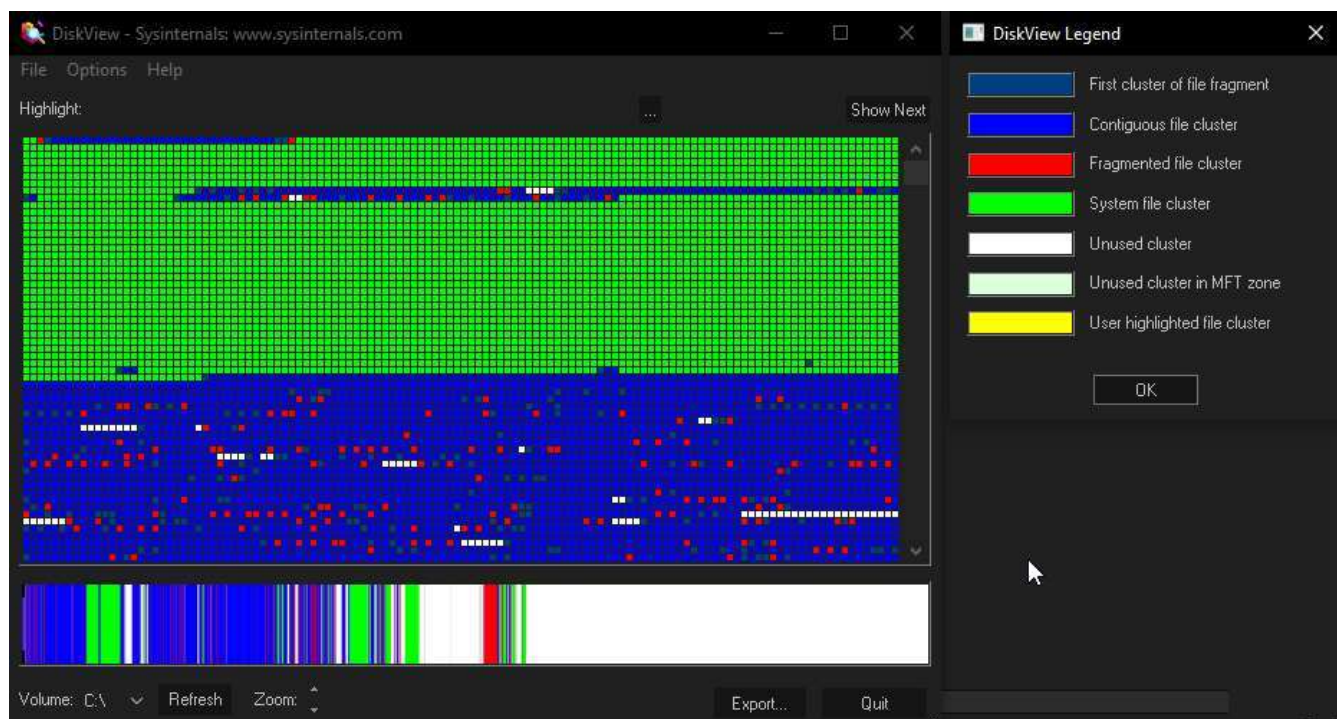 DiskView - Sysinternals: www.sysinternals.com
File Options Help
Highlight:
...
Show Next
Volume: C:\
Refresh
Zoom:
Export...
Quit
DiskView Legend
First cluster of file fragment
Contiguous file cluster
Fragmented file cluster
System file cluster
Unused cluster
Unused cluster in MFT zone
User highlighted file cluster
OK